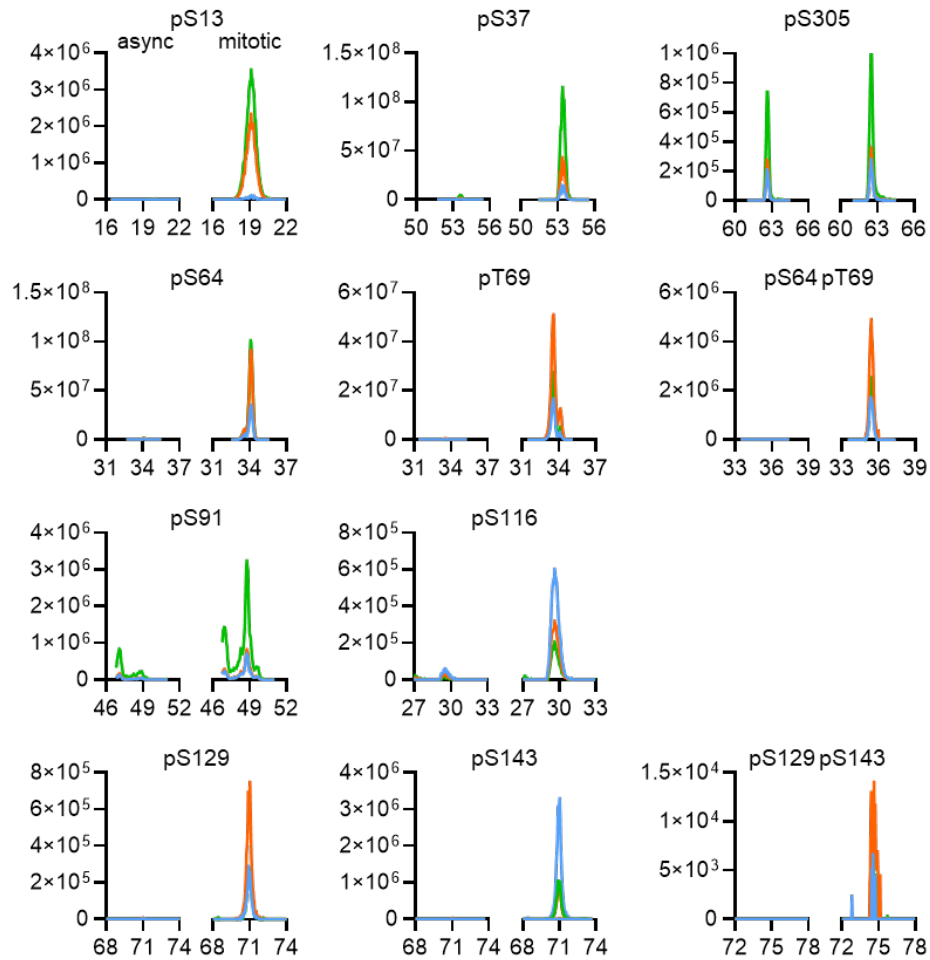 pS13 pS37 pS305
async mitotic
4×10⁶ 1.5×10⁸ 1×10⁶
8×10⁵
3×10⁶ 1×10⁸
6×10⁵
2×10⁶
4×10⁵
1×10⁶ 5×10⁷
2×10⁵
0 0 0
16 19 22 16 19 22 50 53 56 50 53 56 60 63 66 60 63 66
pS64 pT69 pS64 pT69
1.5×10⁸ 6×10⁷ 6×10⁶
1×10⁸ 4×10⁷ 4×10⁶
5×10⁷ 2×10⁷ 2×10⁶
0 0 0
31 34 37 31 34 37 31 34 37 31 34 37 33 36 39 33 36 39
pS91 pS116
4×10⁶ 8×10⁵
3×10⁶ 6×10⁵
2×10⁶ 4×10⁵
1×10⁶ 2×10⁵
0 0
46 49 52 46 49 52 27 30 33 27 30 33
pS129 pS143 pS129 pS143
8×10⁵ 4×10⁶ 1.5×10⁴
6×10⁵ 3×10⁶
1×10⁴
4×10⁵ 2×10⁶
5×10³
2×10⁵ 1×10⁶
0 0 0
68 71 74 68 71 74 68 71 74 68 71 74 72 75 78 72 75 78